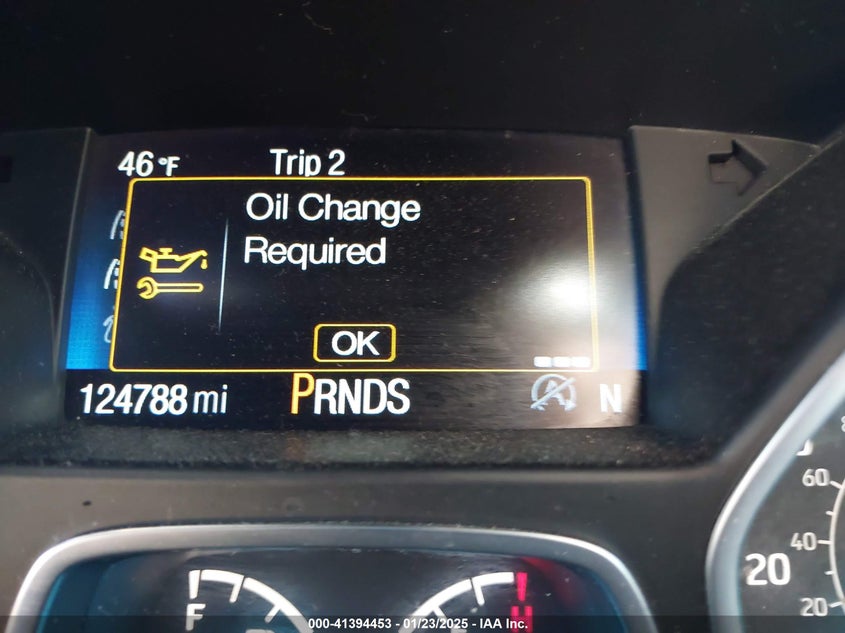 46 °F Trip 2
Oil Change
Required
OK
124788 mi PRNDS A N
60
40
20
20
F H
000-41394453 - 01/23/2025 - IAA Inc.